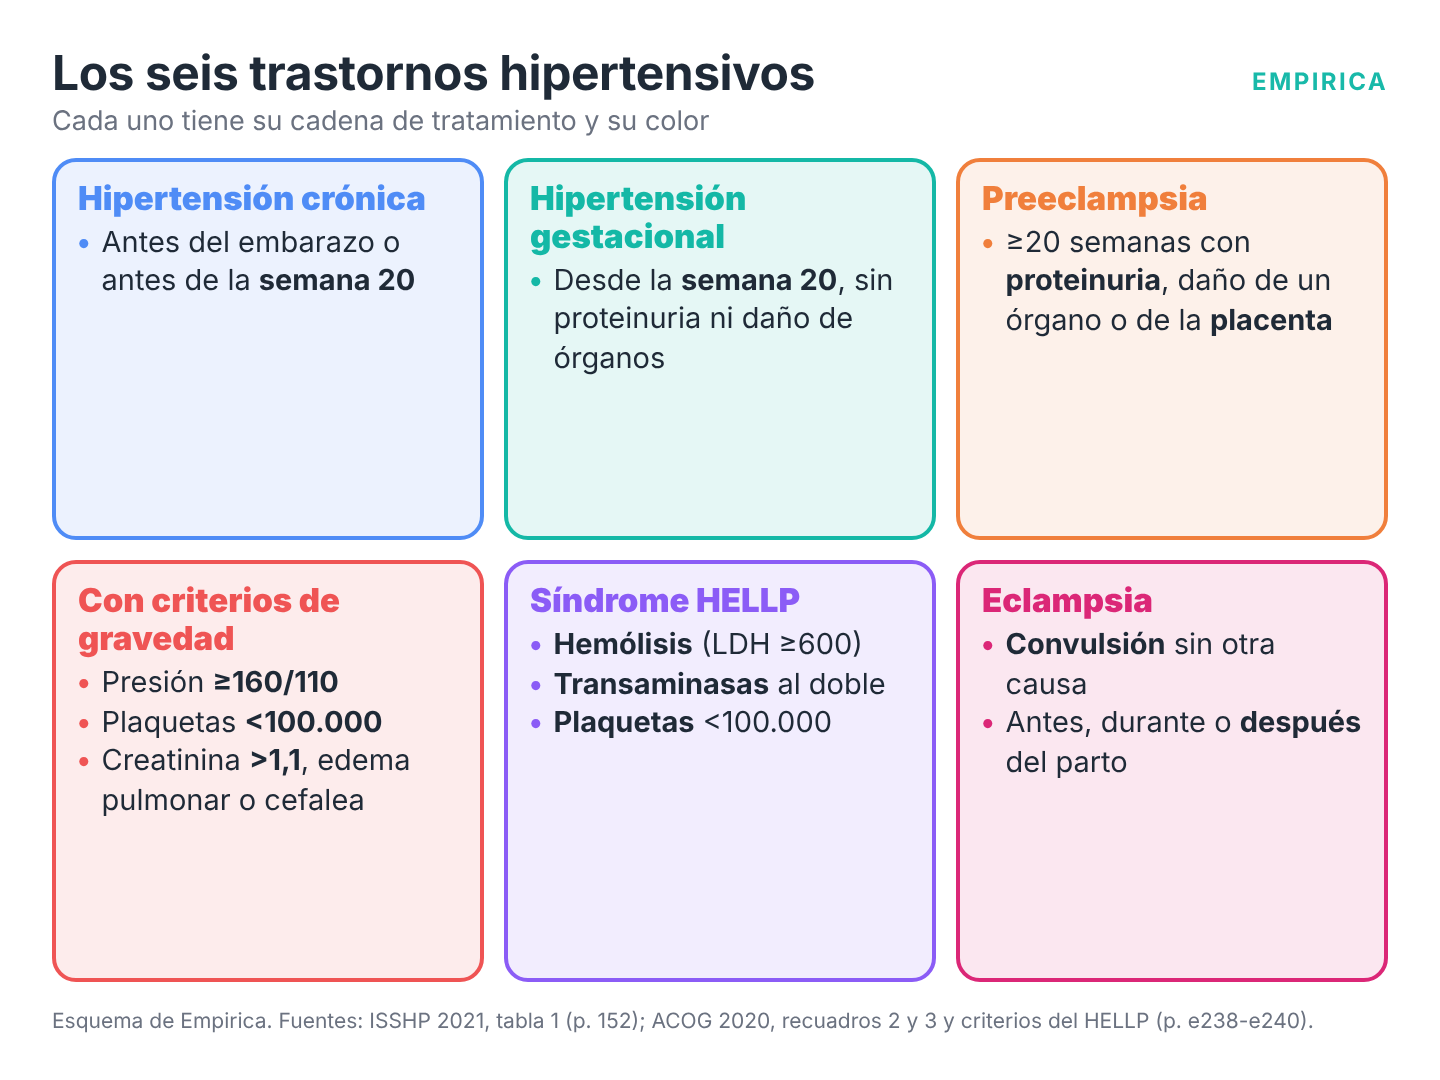 Los seis trastornos hipertensivos
EMPIRICA
Cada uno tiene su cadena de tratamiento y su color
Hipertensión crónica
• Antes del embarazo o
antes de la semana 20
Hipertensión
gestacional
• Desde la semana 20, sin
proteinuria ni daño de
órganos
Preeclampsia
• ≥20 semanas con
proteinuria, daño de un
órgano o de la placenta
Con criterios de
gravedad
• Presión ≥160/110
• Plaquetas <100.000
• Creatinina >1,1, edema
pulmonar o cefalea
Síndrome HELLP
• Hemólisis (LDH ≥600)
• Transaminasas al doble
• Plaquetas <100.000
Eclampsia
• Convulsión sin otra
causa
• Antes, durante o después
del parto
Esquema de Empirica. Fuentes: ISSHP 2021, tabla 1 (p. 152); ACOG 2020, recuadros 2 y 3 y criterios del HELLP (p. e238-e240).